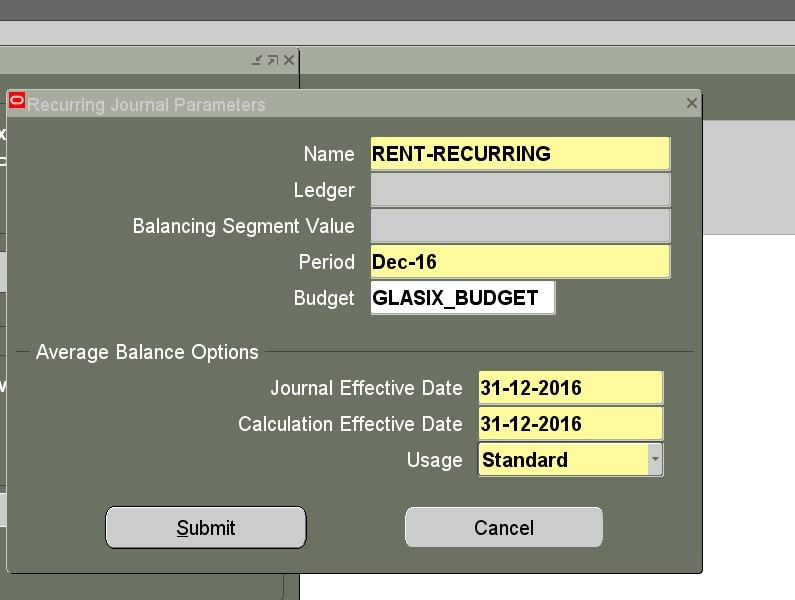 Recurring Journal Parameters
Name RENT-RECURRING
Ledger
Balancing Segment Value
Period Dec-16
Budget GLASIX_BUDGET
Average Balance Options
Journal Effective Date 31-12-2016
Calculation Effective Date 31-12-2016
Usage Standard
Submit Cancel